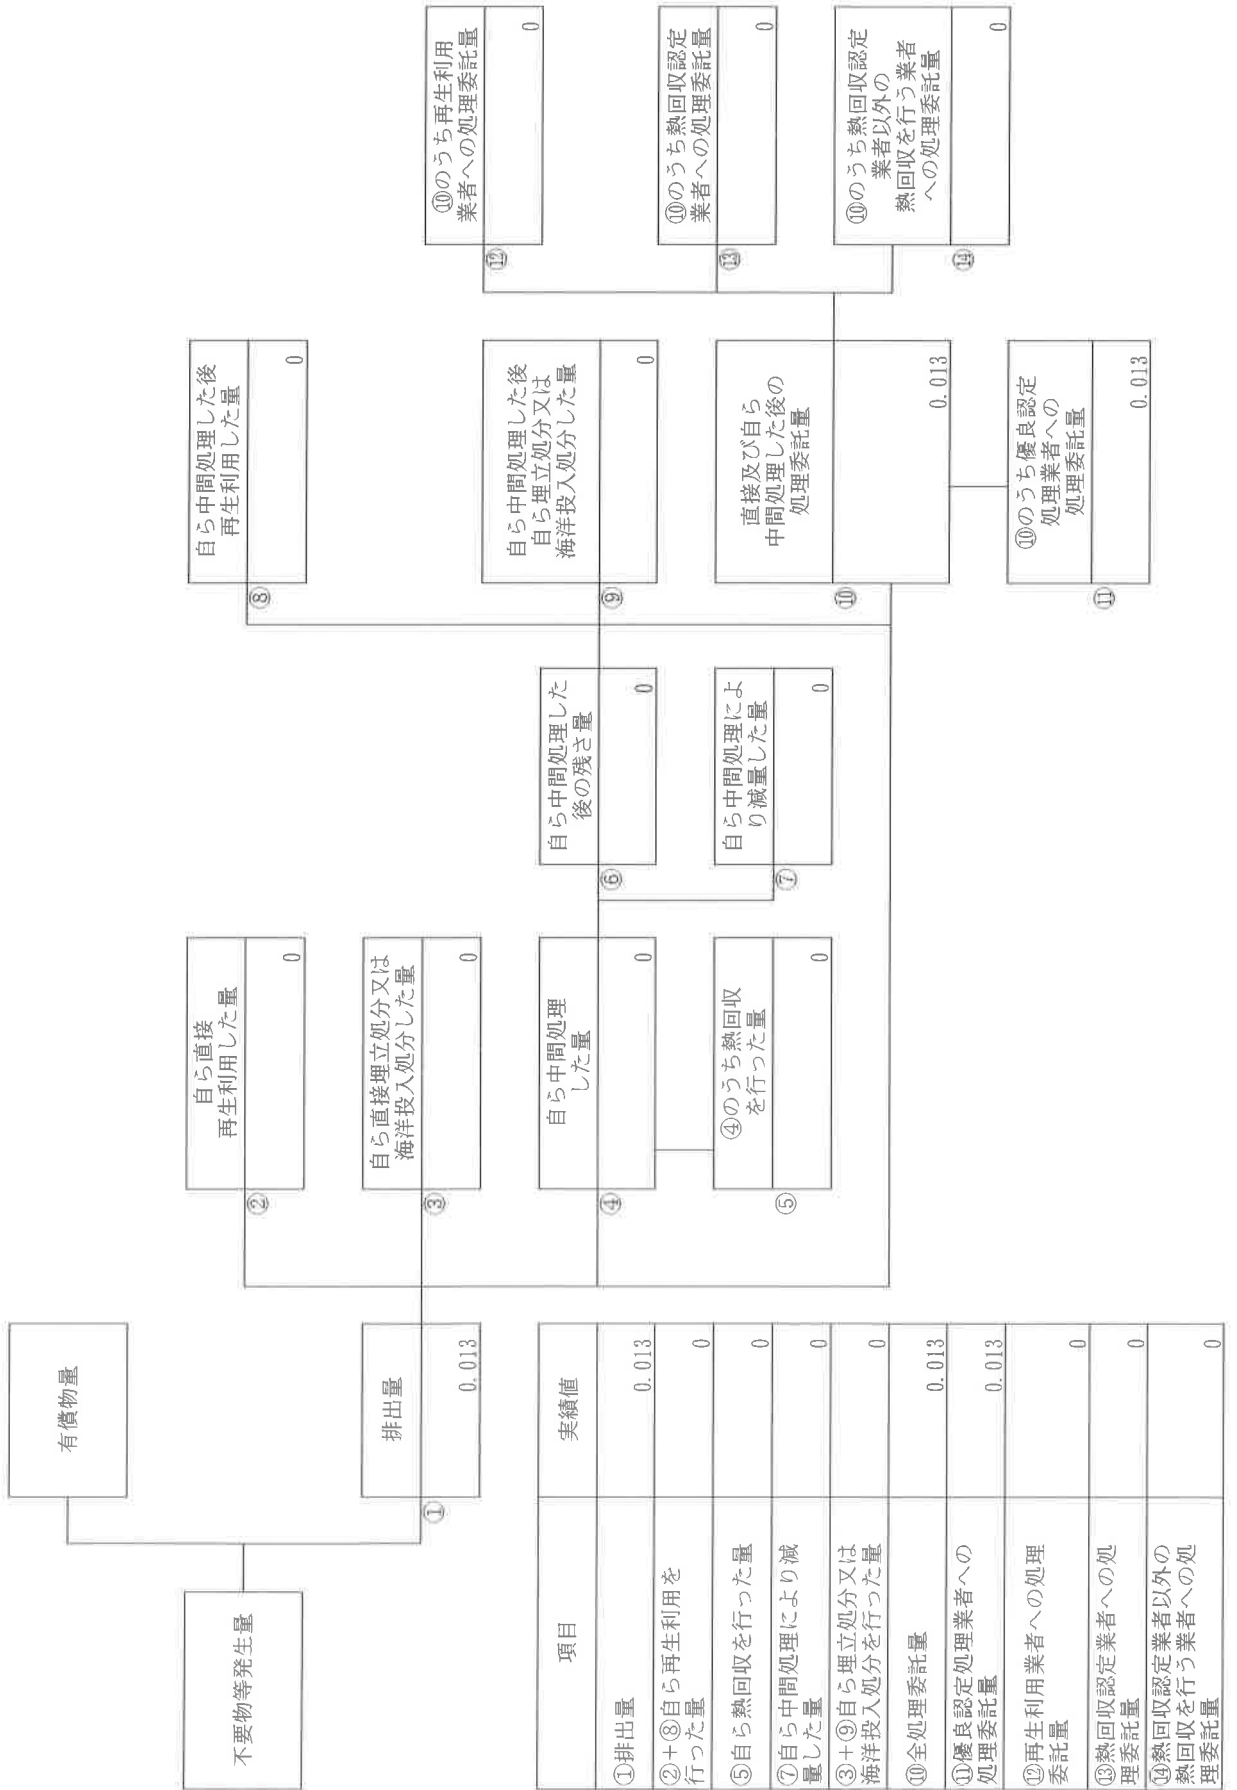 有償物量
不要物等発生量
排出量
①
0.013
自ら直接
再生利用した量
②
0
自ら直接埋立処分又は
海洋投入処分した量
③
0
自ら中間処理
した量
④
0
④のうち熱回収
を行った量
⑤
0
自ら中間処理した
後の残さ量
⑥
0
自ら中間処理によ
り減量した量
⑦
0
自ら中間処理した後
再生利用した量
⑧
0
自ら中間処理した後
自ら埋立処分又は
海洋投入処分した量
⑨
0
直接及び自ら
中間処理した後の
処理委託量
⑩
0.013
⑩のうち優良認定
処理業者への
処理委託量
⑪
0.013
⑩のうち再生利用
業者への処理委託量
⑫
0
⑩のうち熱回収認定
業者への処理委託量
⑬
0
⑩のうち熱回収認定
業者以外の
熱回収を行う業者
への処理委託量
⑭
0
項目 実績値
①排出量 0.013
②+⑧自ら再生利用を
行った量 0
⑤自ら熱回収を行った量 0
⑦自ら中間処理により減
量した量 0
③+⑨自ら埋立処分又は
海洋投入処分を行った量 0
⑩全処理委託量 0.013
⑪優良認定処理業者への
処理委託量 0.013
⑫再生利用業者への処理
委託量 0
⑬熱回収認定業者への処
理委託量 0
⑭熱回収認定業者以外の
熱回収を行う業者への処
理委託量 0